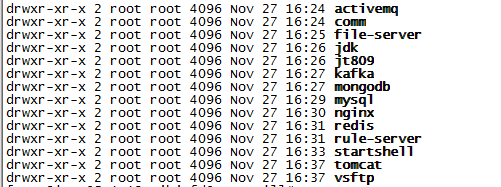 drwxr-xr-x 2 root root 4096 Nov 27 16:24 activemq
drwxr-xr-x 2 root root 4096 Nov 27 16:24 comm
drwxr-xr-x 2 root root 4096 Nov 27 16:25 file-server
drwxr-xr-x 2 root root 4096 Nov 27 16:26 jdk
drwxr-xr-x 2 root root 4096 Nov 27 16:26 jt809
drwxr-xr-x 2 root root 4096 Nov 27 16:27 kafka
drwxr-xr-x 2 root root 4096 Nov 27 16:27 mongodb
drwxr-xr-x 2 root root 4096 Nov 27 16:29 mysql
drwxr-xr-x 2 root root 4096 Nov 27 16:30 nginx
drwxr-xr-x 2 root root 4096 Nov 27 16:31 redis
drwxr-xr-x 2 root root 4096 Nov 27 16:31 rule-server
drwxr-xr-x 2 root root 4096 Nov 27 16:33 startshell
drwxr-xr-x 2 root root 4096 Nov 27 16:37 tomcat
drwxr-xr-x 2 root root 4096 Nov 27 16:37 vsftp